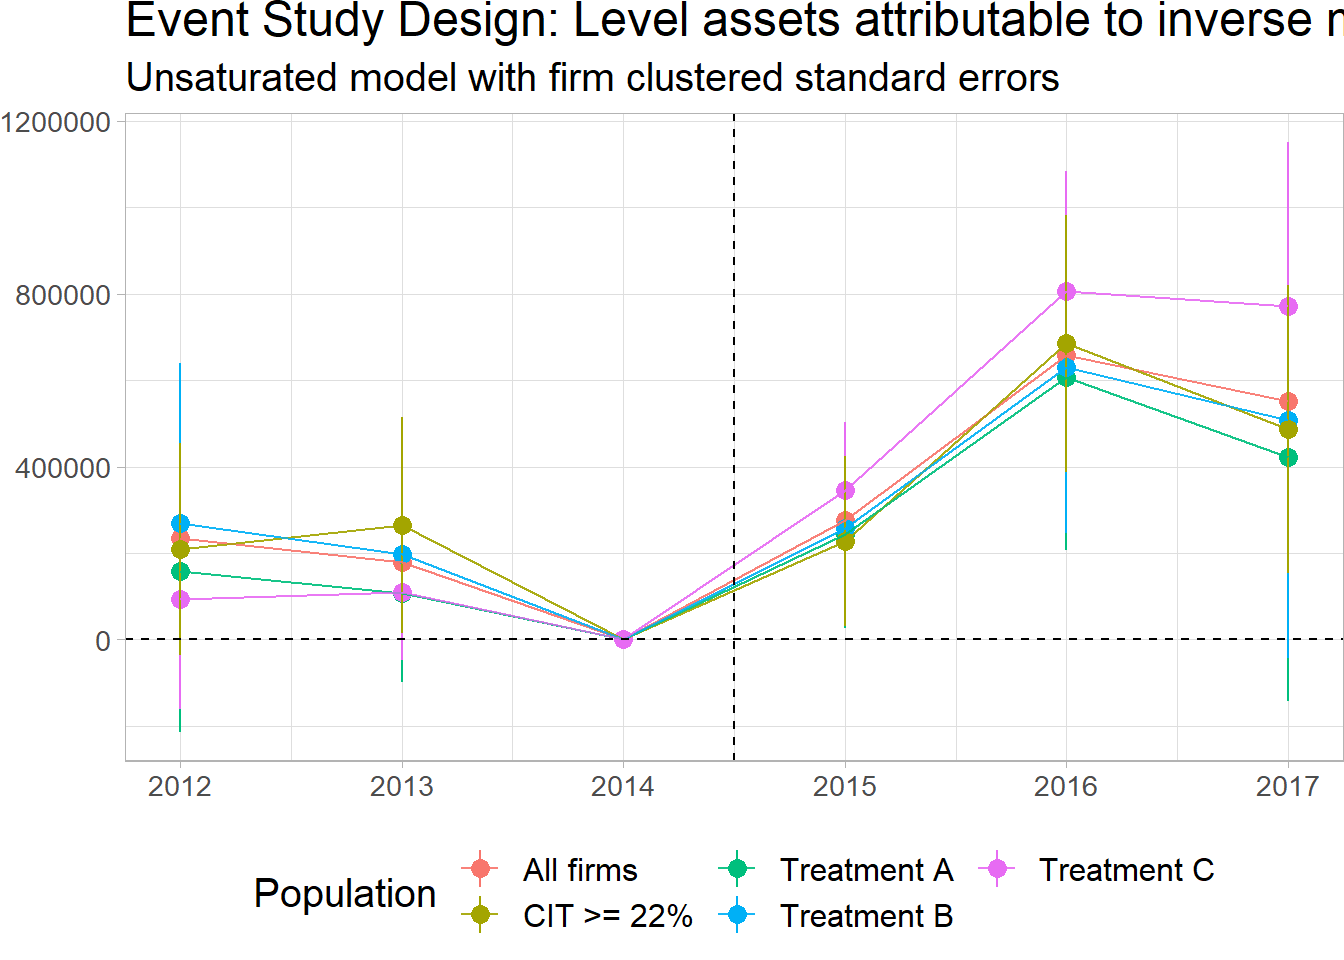 Event Study Design: Level assets attributable to inverse
Unsaturated model with firm clustered standard errors
1200000
800000
400000
0
2012 2013 2014 2015 2016 2017
Population
All firms Treatment A Treatment C
CIT >= 22% Treatment B